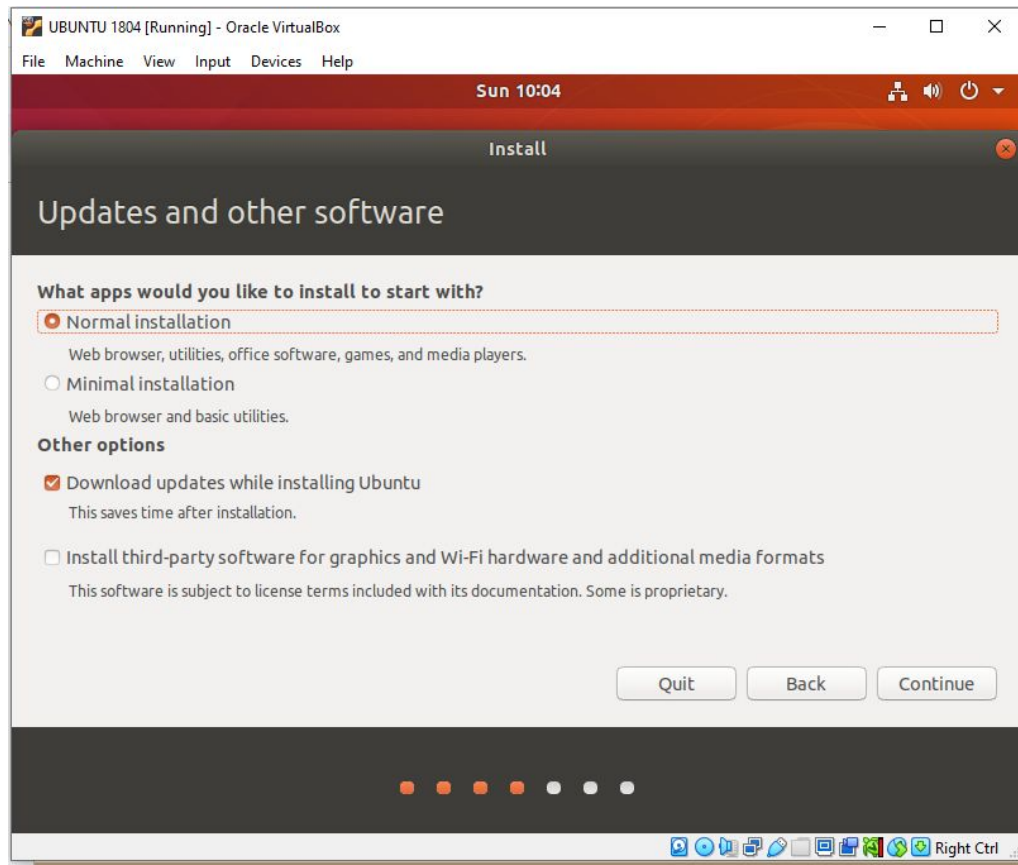 UBUNTU 1804 [Running] - Oracle VirtualBox
File Machine View Input Devices Help
Sun 10:04
Install
Updates and other software
What apps would you like to install to start with?
Normal installation
Web browser, utilities, office software, games, and media players.
Minimal installation
Web browser and basic utilities.
Other options
Download updates while installing Ubuntu
This saves time after installation.
Install third-party software for graphics and Wi-Fi hardware and additional media formats
This software is subject to license terms included with its documentation. Some is proprietary.
Quit Back Continue
Right Ctrl